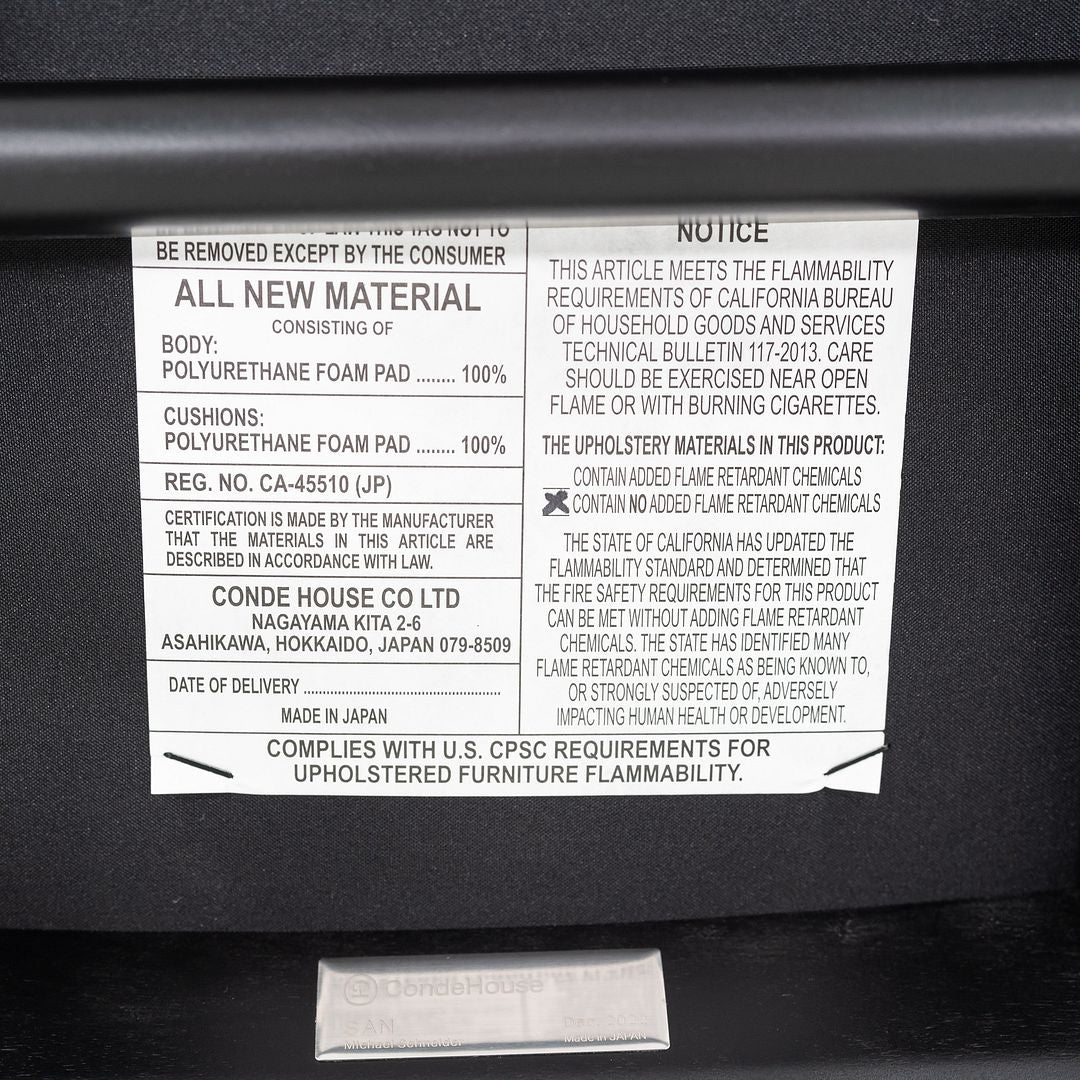 THIS TAG NOT TO
BE REMOVED EXCEPT BY THE CONSUMER
ALL NEW MATERIAL
CONSISTING OF
BODY:
POLYURETHANE FOAM PAD ........ 100%
CUSHIONS:
POLYURETHANE FOAM PAD ........ 100%
REG. NO. CA-45510 (JP)
CERTIFICATION IS MADE BY THE MANUFACTURER
THAT THE MATERIALS IN THIS ARTICLE ARE
DESCRIBED IN ACCORDANCE WITH LAW.
CONDE HOUSE CO LTD
NAGAYAMA KITA 2-6
ASAHIKAWA, HOKKAIDO, JAPAN 079-8509
DATE OF DELIVERY ..................................................
MADE IN JAPAN
NOTICE
THIS ARTICLE MEETS THE FLAMMABILITY
REQUIREMENTS OF CALIFORNIA BUREAU
OF HOUSEHOLD GOODS AND SERVICES
TECHNICAL BULLETIN 117-2013. CARE
SHOULD BE EXERCISED NEAR OPEN
FLAME OR WITH BURNING CIGARETTES.
THE UPHOLSTERY MATERIALS IN THIS PRODUCT:
CONTAIN ADDED FLAME RETARDANT CHEMICALS
X CONTAIN NO ADDED FLAME RETARDANT CHEMICALS
THE STATE OF CALIFORNIA HAS UPDATED THE
FLAMMABILITY STANDARD AND DETERMINED THAT
THE FIRE SAFETY REQUIREMENTS FOR THIS PRODUCT
CAN BE MET WITHOUT ADDING FLAME RETARDANT
CHEMICALS. THE STATE HAS IDENTIFIED MANY
FLAME RETARDANT CHEMICALS AS BEING KNOWN TO,
OR STRONGLY SUSPECTED OF, ADVERSELY
IMPACTING HUMAN HEALTH OR DEVELOPMENT.
COMPLIES WITH U.S. CPSC REQUIREMENTS FOR
UPHOLSTERED FURNITURE FLAMMABILITY.
CondeHouse
SAN
Michael Schneider
Dec. 2022
Made in JAPAN